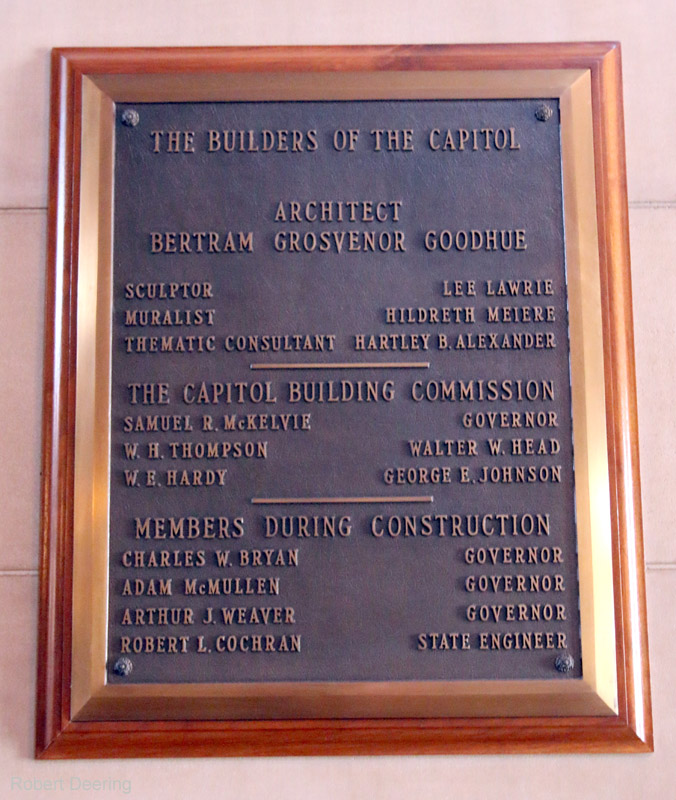 THE BUILDERS OF THE CAPITOL
ARCHITECT
BERTRAM GROSVENOR GOODHUE
SCULPTOR LEE LAWRIE
MURALIST HILDRETH MEIERE
THEMATIC CONSULTANT HARTLEY B. ALEXANDER
THE CAPITOL BUILDING COMMISSION
SAMUEL R. McKELVIE GOVERNOR
W. H. THOMPSON WALTER W. HEAD
W. E. HARDY GEORGE E. JOHNSON
MEMBERS DURING CONSTRUCTION
CHARLES W. BRYAN GOVERNOR
ADAM McMULLEN GOVERNOR
ARTHUR J. WEAVER GOVERNOR
ROBERT L. COCHRAN STATE ENGINEER
Robert Deering